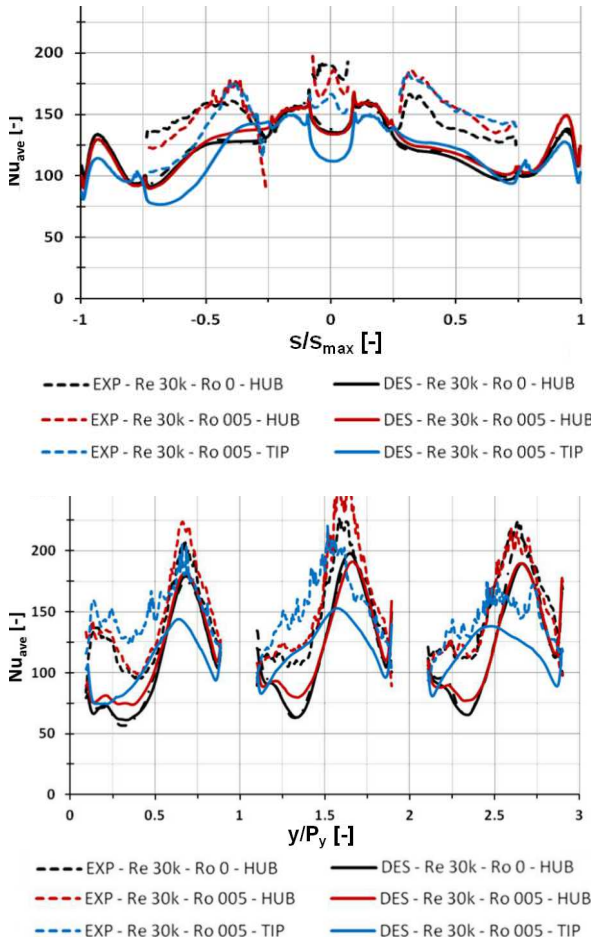 200
150
100
50
0
Nu_ave [-]
-1 -0.5 0 0.5 1
s/s_max [-]
EXP - Re 30k - Ro 0 - HUB DES - Re 30k - Ro 0 - HUB
EXP - Re 30k - Ro 005 - HUB DES - Re 30k - Ro 005 - HUB
EXP - Re 30k - Ro 005 - TIP DES - Re 30k - Ro 005 - TIP
200
150
100
50
0
Nu_ave [-]
0 0.5 1 1.5 2 2.5 3
y/P_y [-]
EXP - Re 30k - Ro 0 - HUB DES - Re 30k - Ro 0 - HUB
EXP - Re 30k - Ro 005 - HUB DES - Re 30k - Ro 005 - HUB
EXP - Re 30k - Ro 005 - TIP DES - Re 30k - Ro 005 - TIP